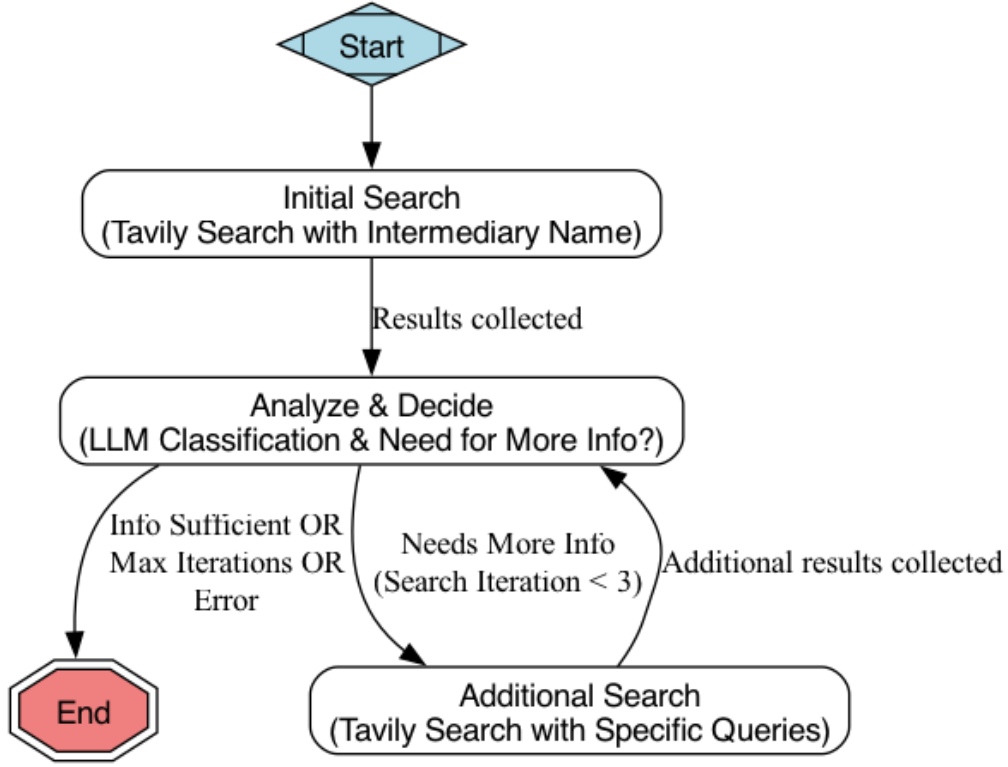 Start
Initial Search
(Tavily Search with Intermediary Name)
Results collected
Analyze & Decide
(LLM Classification & Need for More Info?)
Info Sufficient OR
Max Iterations OR
Error
Needs More Info
(Search Iteration < 3)
Additional results collected
End
Additional Search
(Tavily Search with Specific Queries)